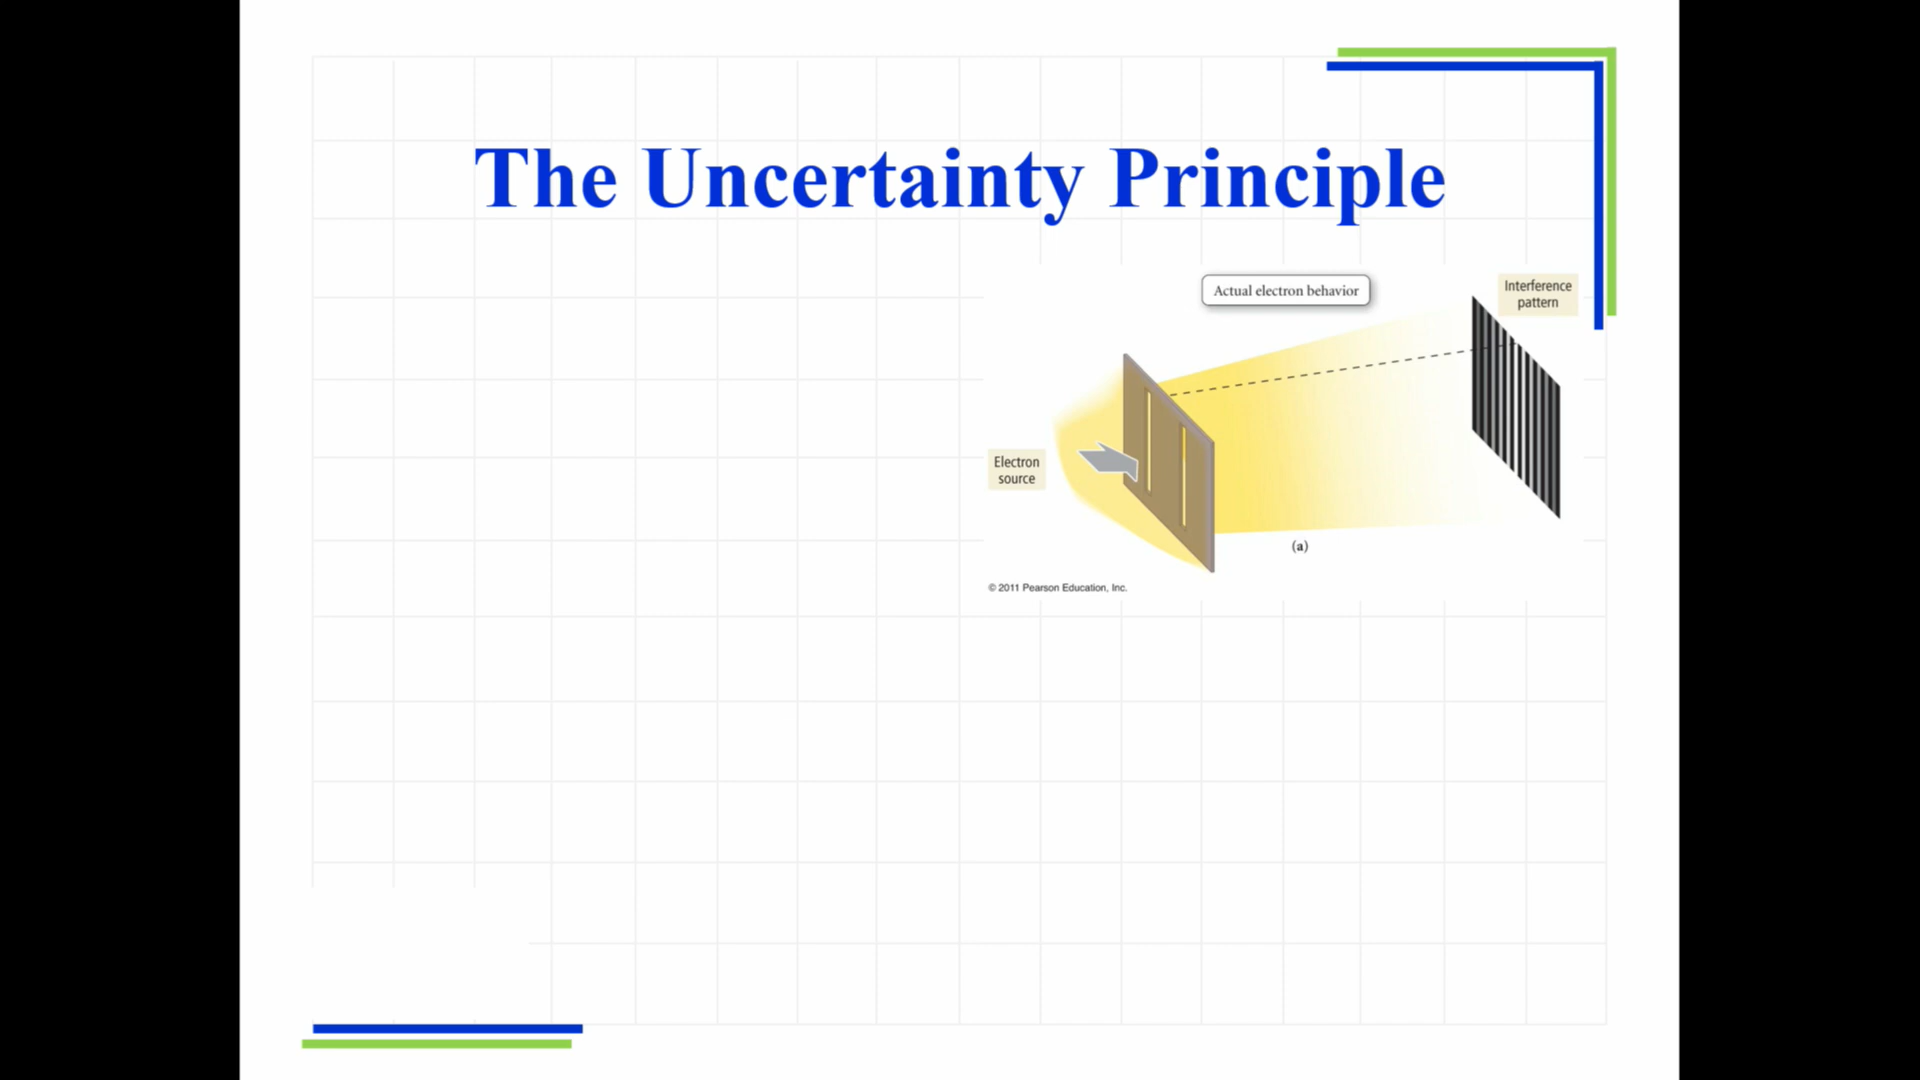 The Uncertainty Principle
Actual electron behavior
Interference
pattern
Electron
source
(a)
© 2011 Pearson Education, Inc.